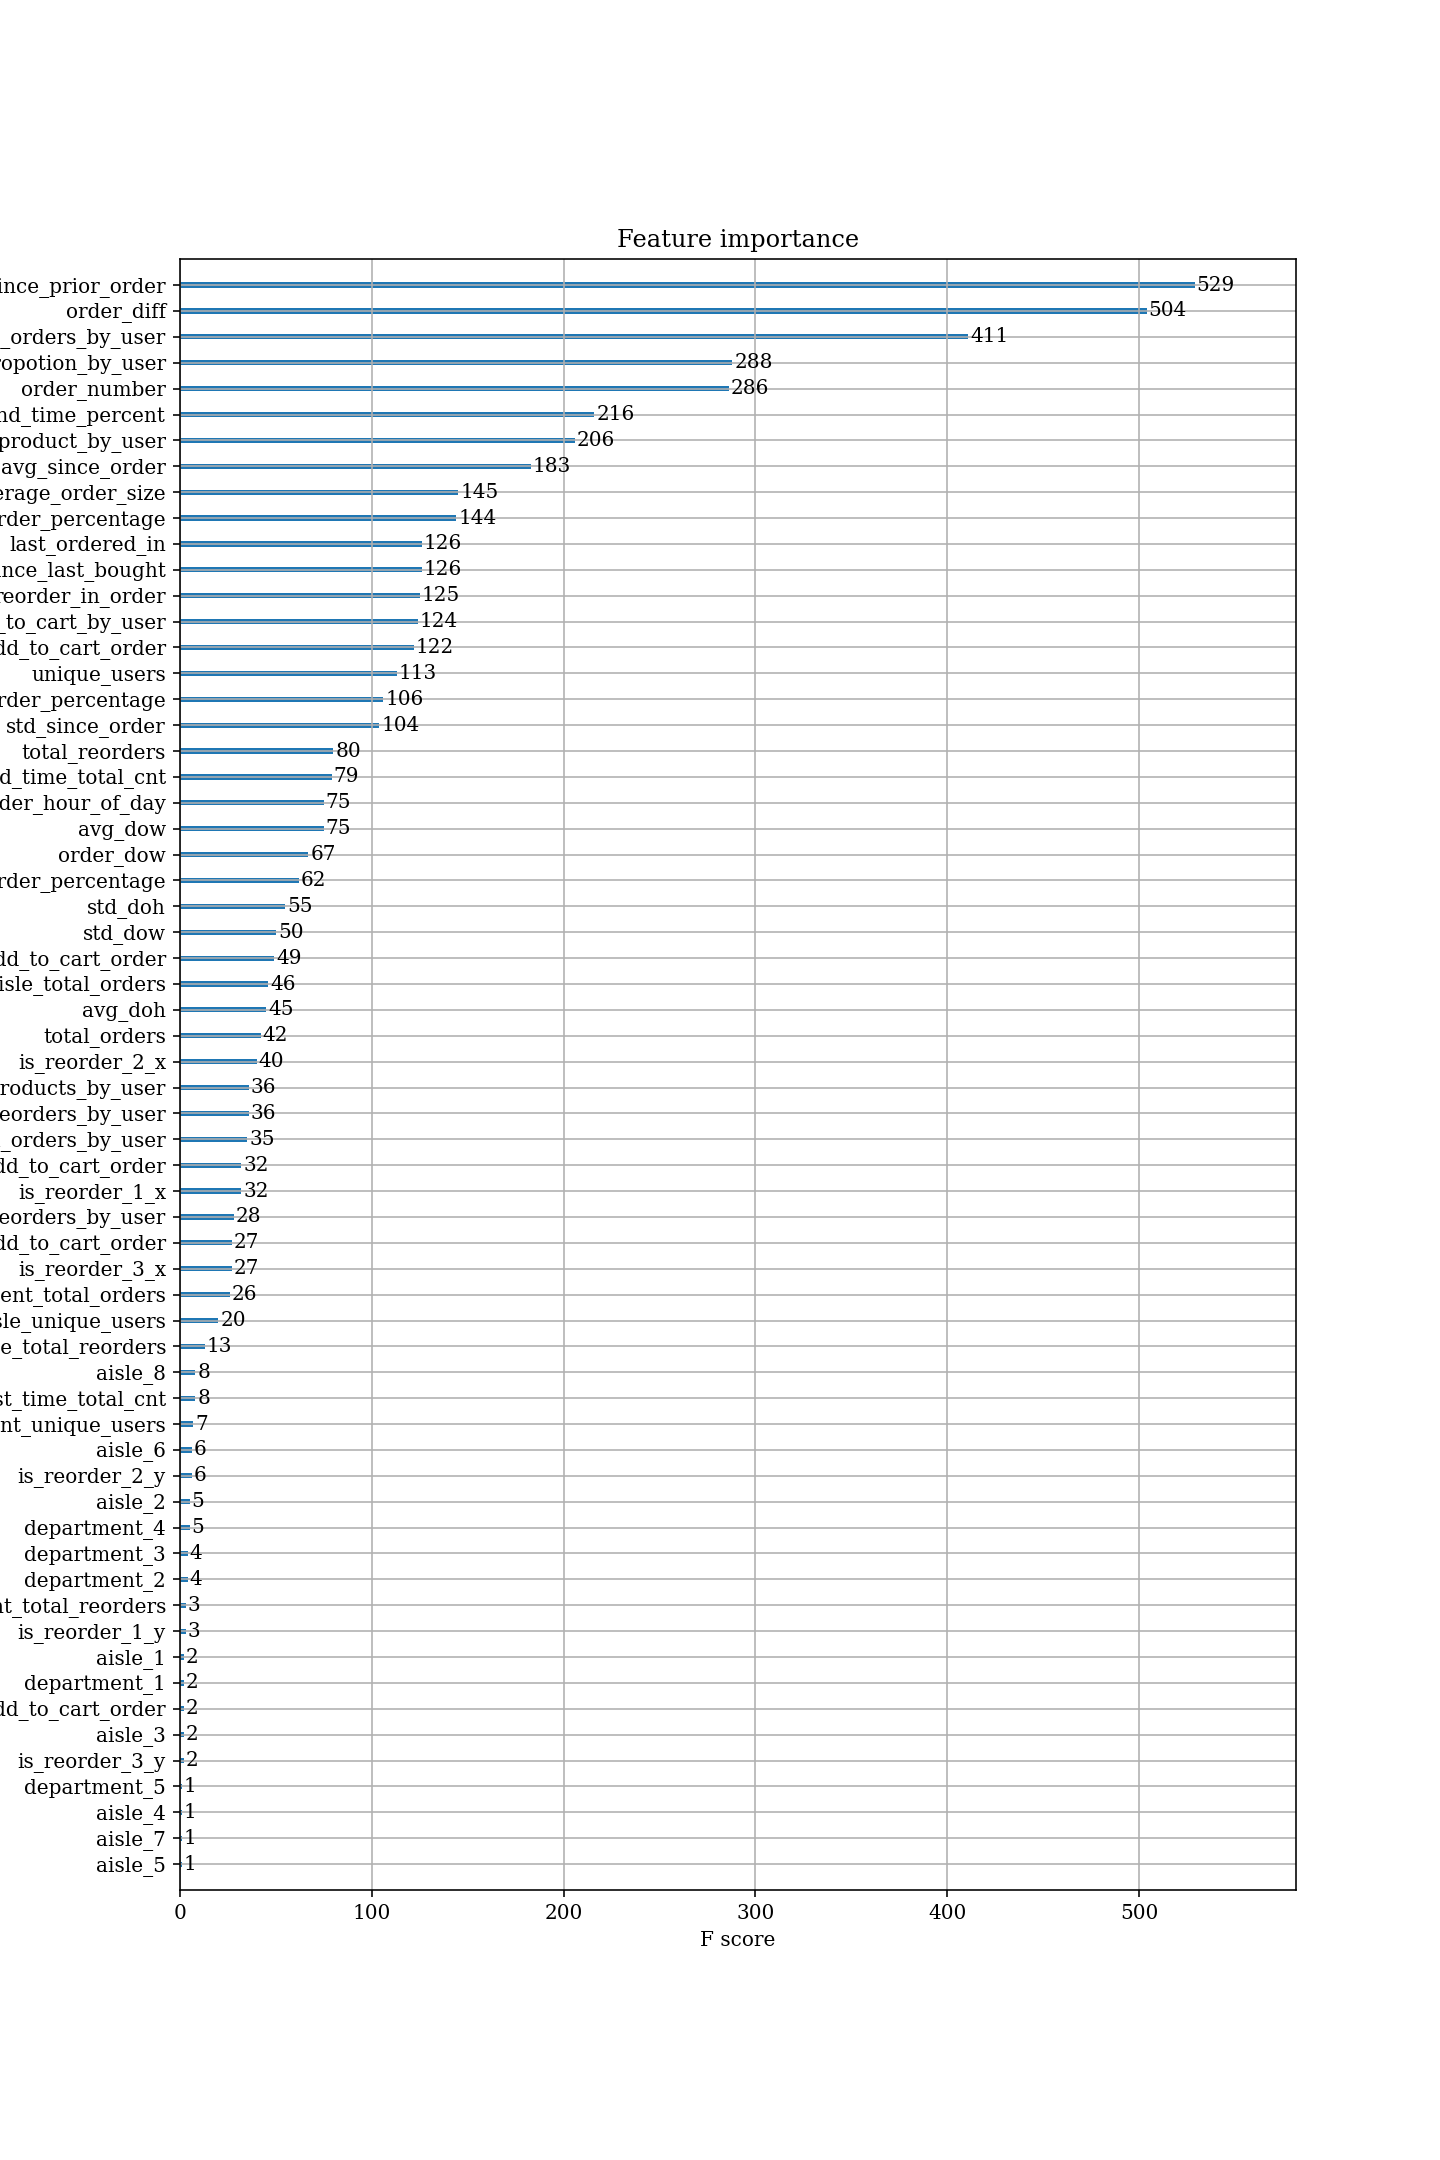 Feature importance
ince_prior_order 529
order_diff 504
_orders_by_user 411
opotion_by_user 288
order_number 286
nd_time_percent 216
product_by_user 206
avg_since_order 183
erage_order_size 145
rder_percentage 144
last_ordered_in 126
nce_last_bought 126
reorder_in_order 125
_to_cart_by_user 124
dd_to_cart_order 122
unique_users 113
rder_percentage 106
std_since_order 104
total_reorders 80
d_time_total_cnt 79
der_hour_of_day 75
avg_dow 75
order_dow 67
rder_percentage 62
std_doh 55
std_dow 50
dd_to_cart_order 49
isle_total_orders 46
avg_doh 45
total_orders 42
is_reorder_2_x 40
roducts_by_user 36
eorders_by_user 36
_orders_by_user 35
dd_to_cart_order 32
is_reorder_1_x 32
eorders_by_user 28
dd_to_cart_order 27
is_reorder_3_x 27
ent_total_orders 26
sle_unique_users 20
e_total_reorders 13
aisle_8 8
st_time_total_cnt 8
nt_unique_users 7
aisle_6 6
is_reorder_2_y 6
aisle_2 5
department_4 5
department_3 4
department_2 4
nt_total_reorders 3
is_reorder_1_y 3
aisle_1 2
department_1 2
dd_to_cart_order 2
aisle_3 2
is_reorder_3_y 2
department_5 1
aisle_4 1
aisle_7 1
aisle_5 1
0 100 200 300 400 500
F score